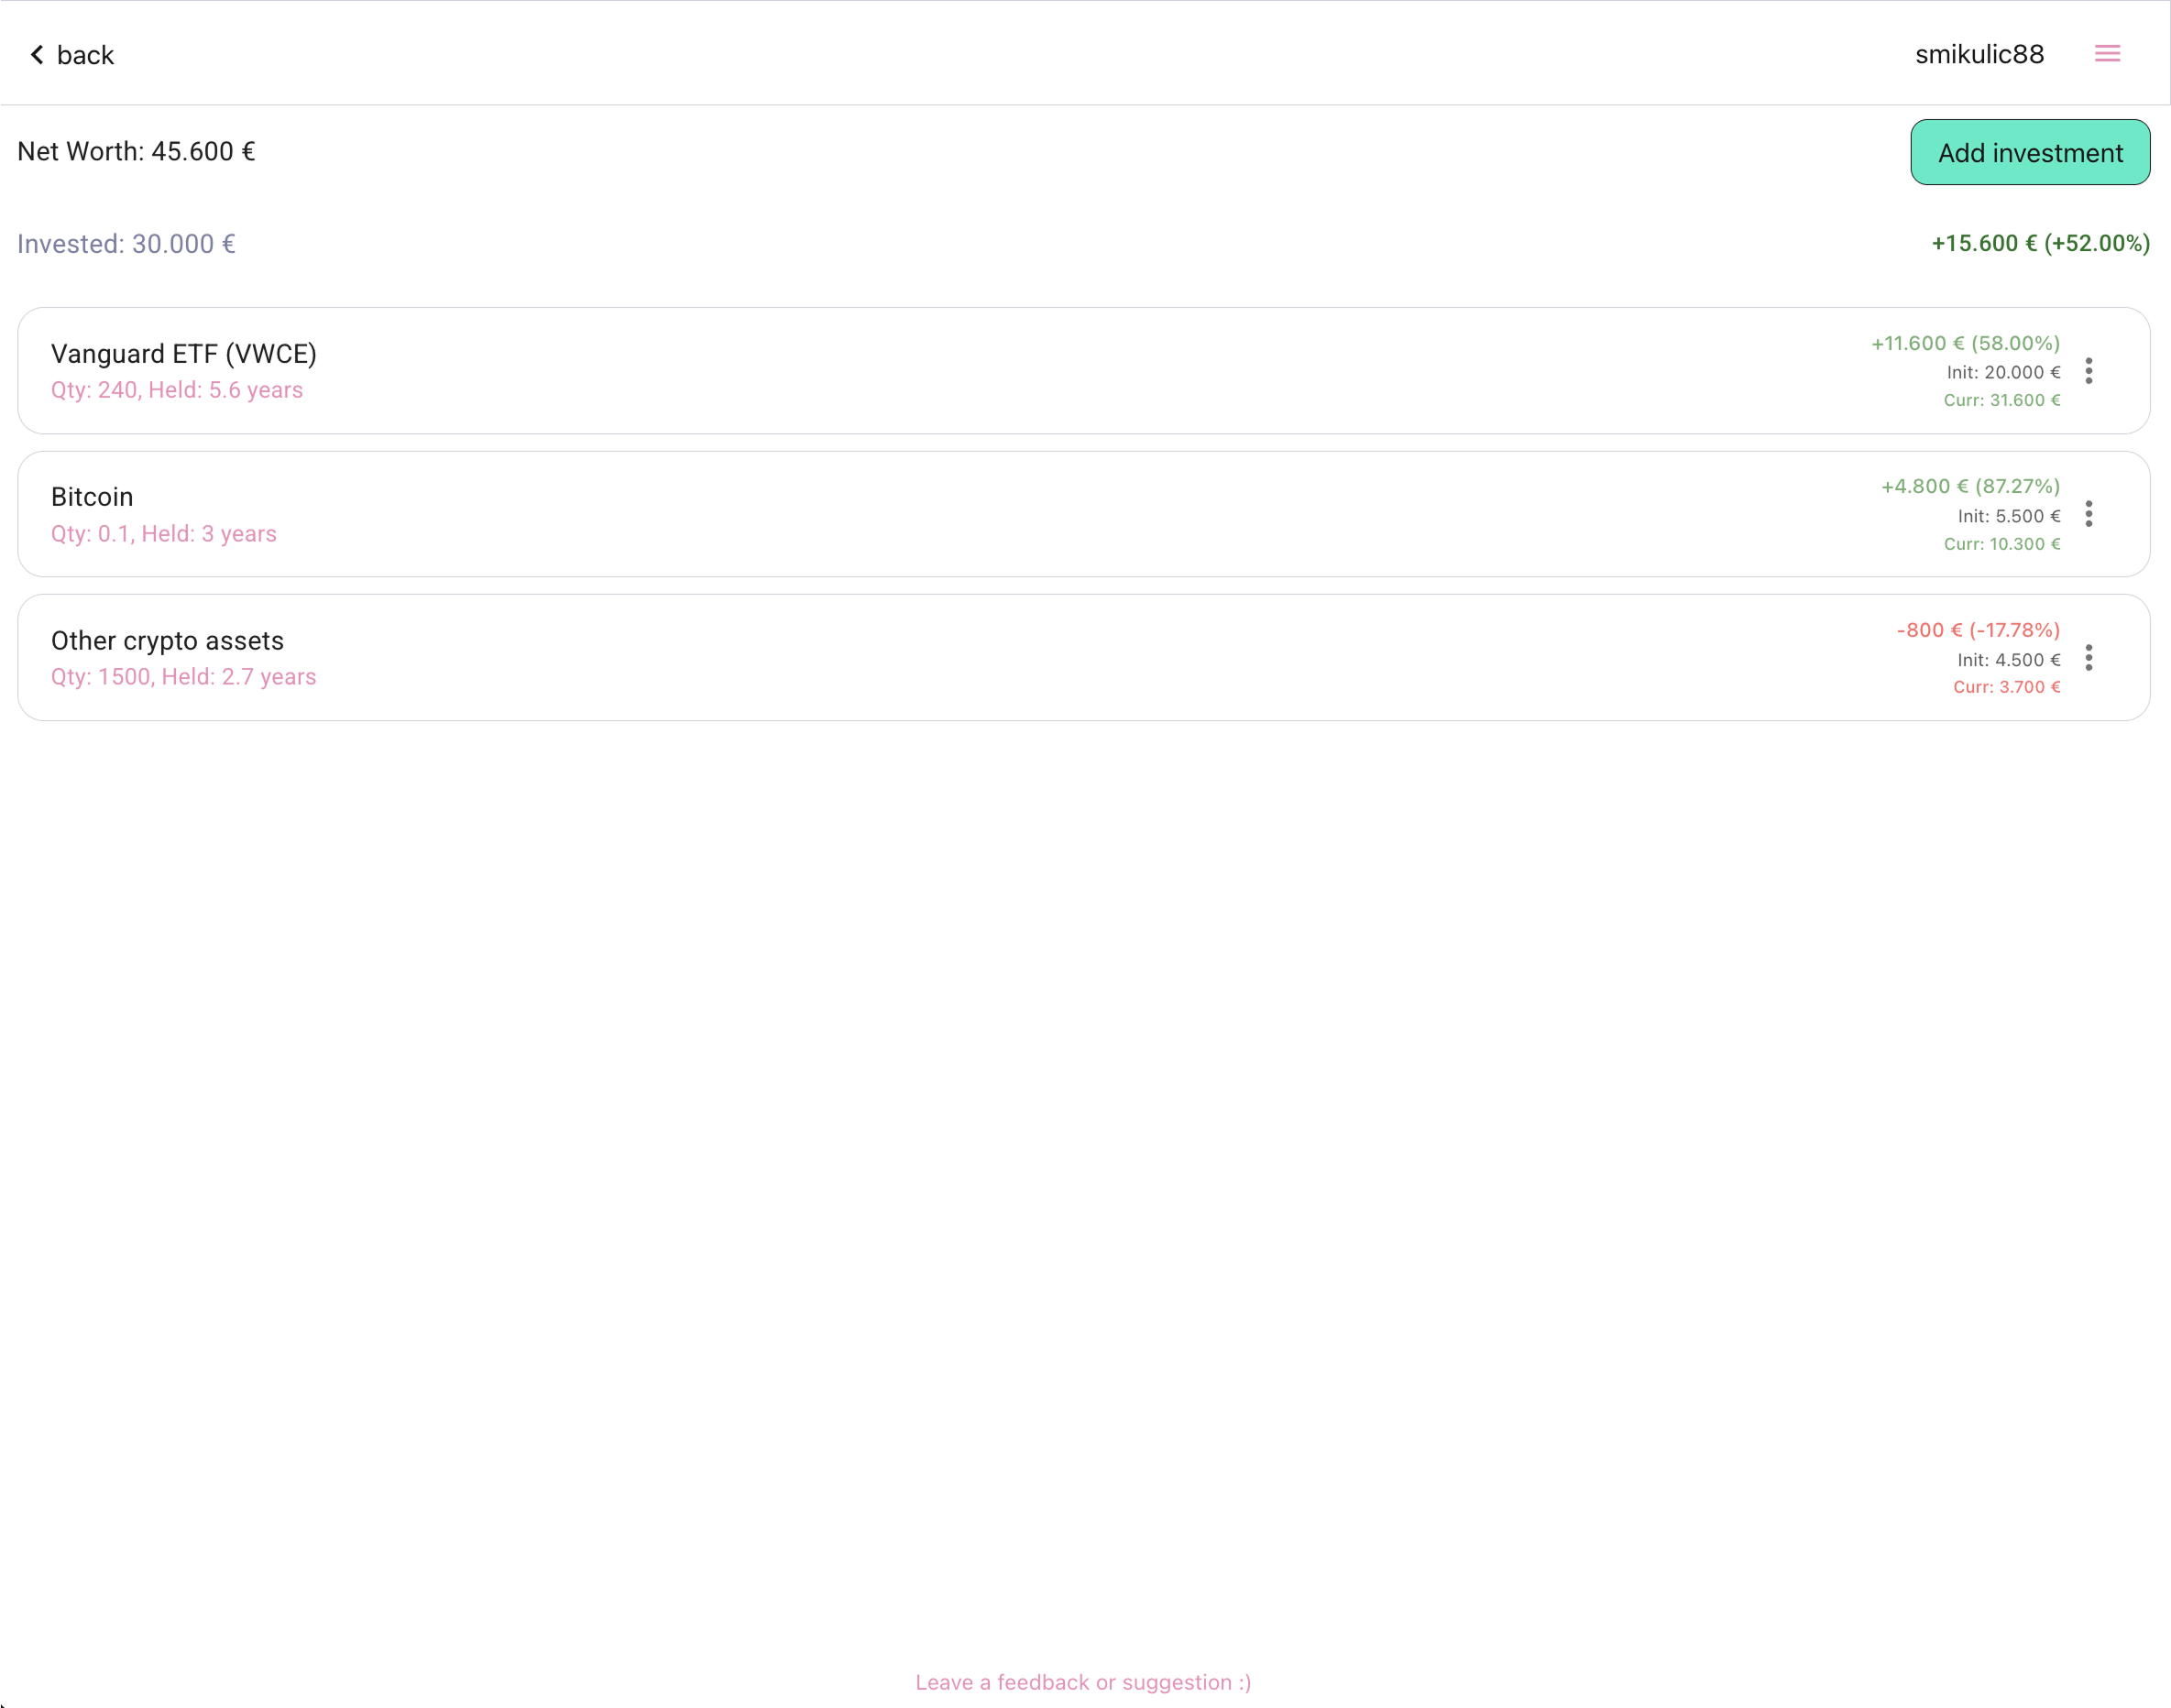 back
smikulic88
Net Worth: 45.600 €
Add investment
Invested: 30.000 €
+15.600 € (+52.00%)
Vanguard ETF (VWCE)
Qty: 240, Held: 5.6 years
+11.600 € (58.00%)
Init: 20.000 €
Curr: 31.600 €
Bitcoin
Qty: 0.1, Held: 3 years
+4.800 € (87.27%)
Init: 5.500 €
Curr: 10.300 €
Other crypto assets
Qty: 1500, Held: 2.7 years
-800 € (-17.78%)
Init: 4.500 €
Curr: 3.700 €
Leave a feedback or suggestion :)